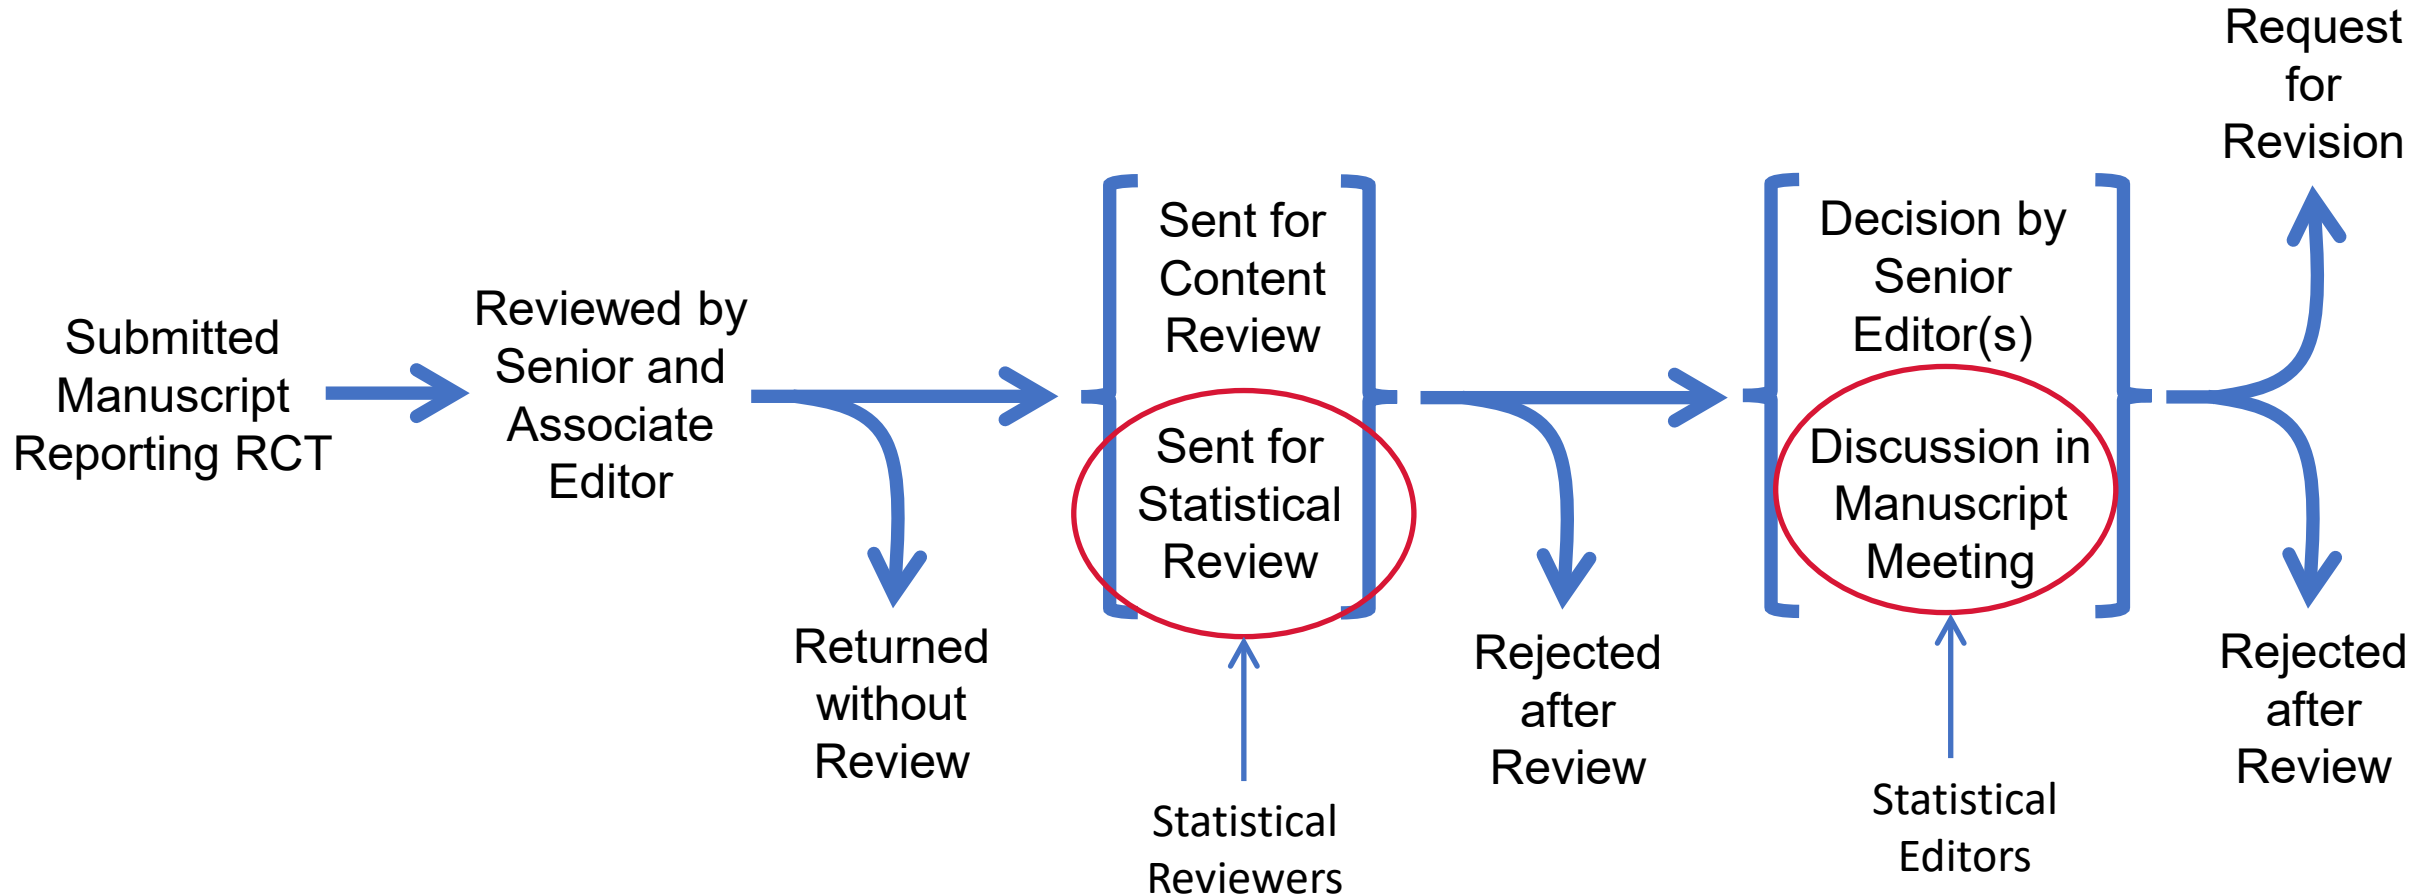 Submitted
Manuscript
Reporting RCT
Reviewed by
Senior and
Associate
Editor
Returned
without
Review
Sent for
Content
Review
Sent for
Statistical
Review
Statistical
Reviewers
Rejected
after
Review
Decision by
Senior
Editor(s)
Discussion in
Manuscript
Meeting
Statistical
Editors
Request
for
Revision
Rejected
after
Review